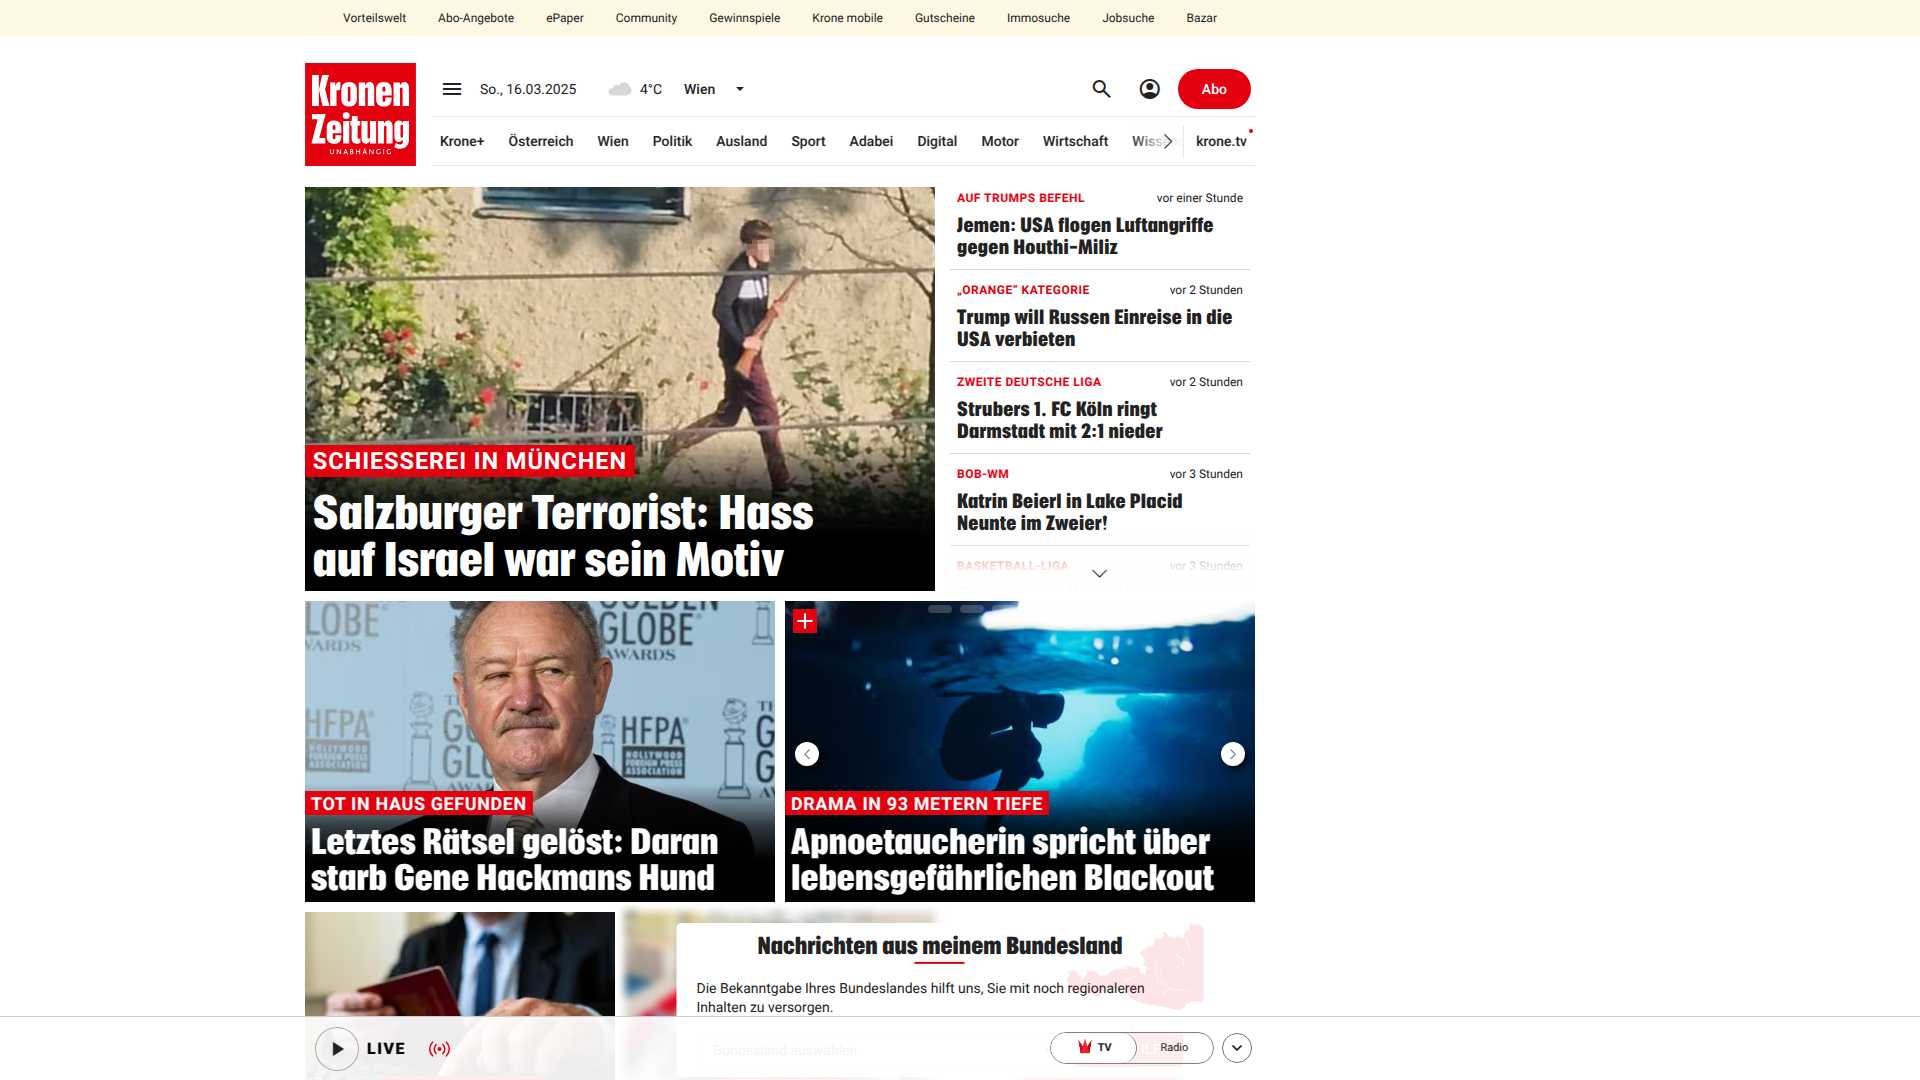 Vorteilswelt Abo-Angebote ePaper Community Gewinnspiele Krone mobile Gutscheine Immosuche Jobsuche Bazar
Kronen
Zeitung
UNABHÄNGIG
So., 16.03.2025 4°C Wien
Abo
Krone+ Österreich Wien Politik Ausland Sport Adabei Digital Motor Wirtschaft krone.tv
SCHIESSEREI IN MÜNCHEN
Salzburger Terrorist: Hass
auf Israel war sein Motiv
AUF TRUMPS BEFEHL vor einer Stunde
Jemen: USA flogen Luftangriffe
gegen Houthi-Miliz
„ORANGE“ KATEGORIE vor 2 Stunden
Trump will Russen Einreise in die
USA verbieten
ZWEITE DEUTSCHE LIGA vor 2 Stunden
Strubers 1. FC Köln ringt
Darmstadt mit 2:1 nieder
BOB-WM vor 3 Stunden
Katrin Beierl in Lake Placid
Neunte im Zweier!
BASKETBALL-LIGA vor 3 Stunden
GLOBE
AWARDS
HFPA
HOLLYWOOD
FOREIGN PRESS
ASSOCIATION
TOT IN HAUS GEFUNDEN
Letztes Rätsel gelöst: Daran
starb Gene Hackmans Hund
DRAMA IN 93 METERN TIEFE
Apnoetaucherin spricht über
lebensgefährlichen Blackout
Nachrichten aus meinem Bundesland
Die Bekanntgabe Ihres Bundeslandes hilft uns, Sie mit noch regionaleren
Inhalten zu versorgen.
Bundesland auswählen
LIVE
TV Radio